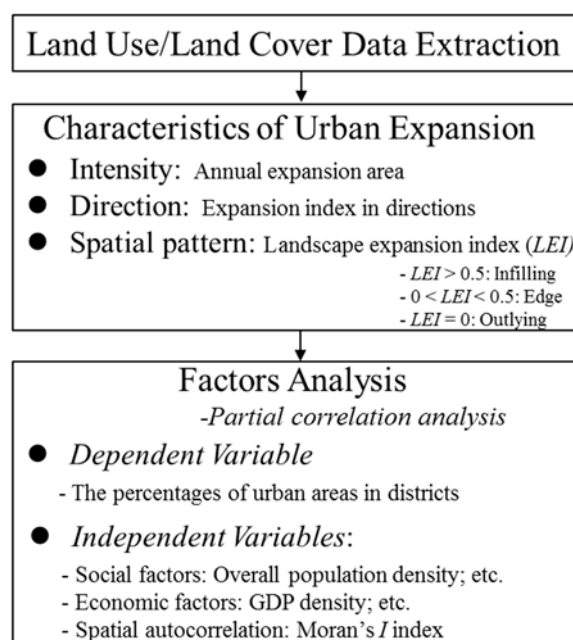 Land Use/Land Cover Data Extraction
Characteristics of Urban Expansion
● Intensity: Annual expansion area
● Direction: Expansion index in directions
● Spatial pattern: Landscape expansion index (LEI)
- LEI > 0.5: Infilling
- 0 < LEI < 0.5: Edge
- LEI = 0: Outlying
Factors Analysis
-Partial correlation analysis
● Dependent Variable
- The percentages of urban areas in districts
● Independent Variables:
- Social factors: Overall population density; etc.
- Economic factors: GDP density; etc.
- Spatial autocorrelation: Moran's I index